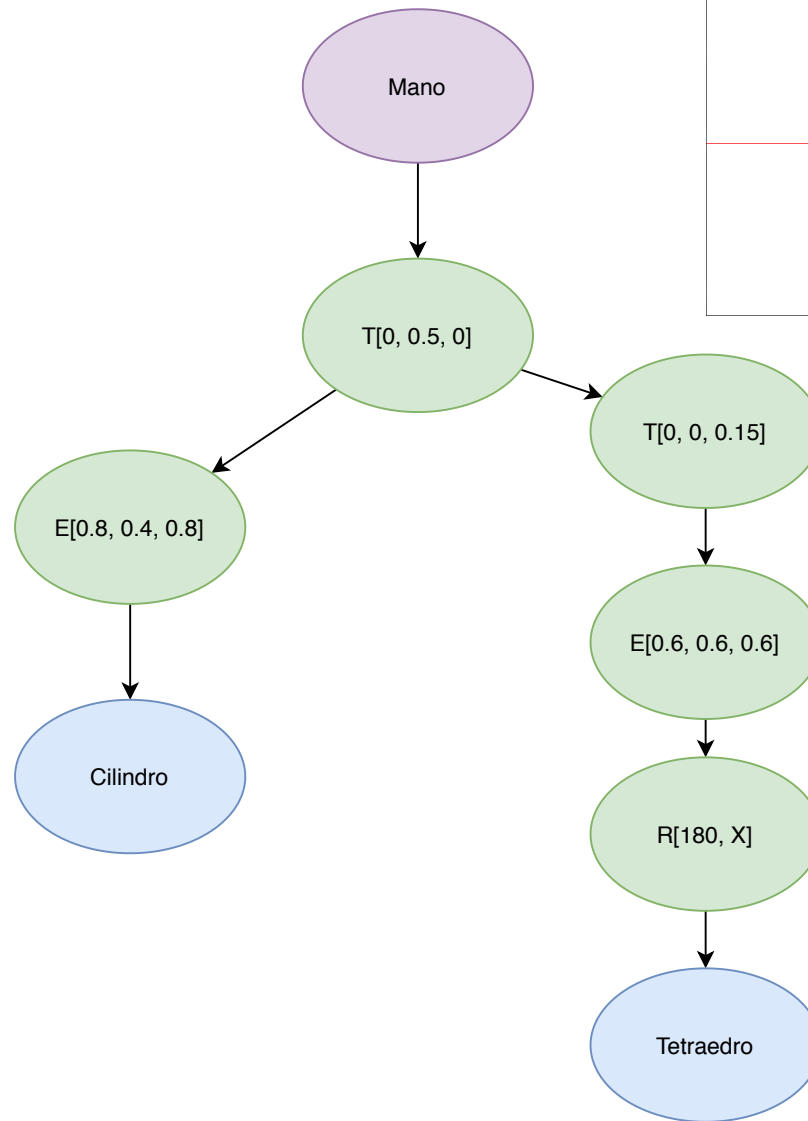 Mano
T[0, 0.5, 0]
T[0, 0, 0.15]
E[0.8, 0.4, 0.8]
E[0.6, 0.6, 0.6]
Cilindro
R[180, X]
Tetraedro